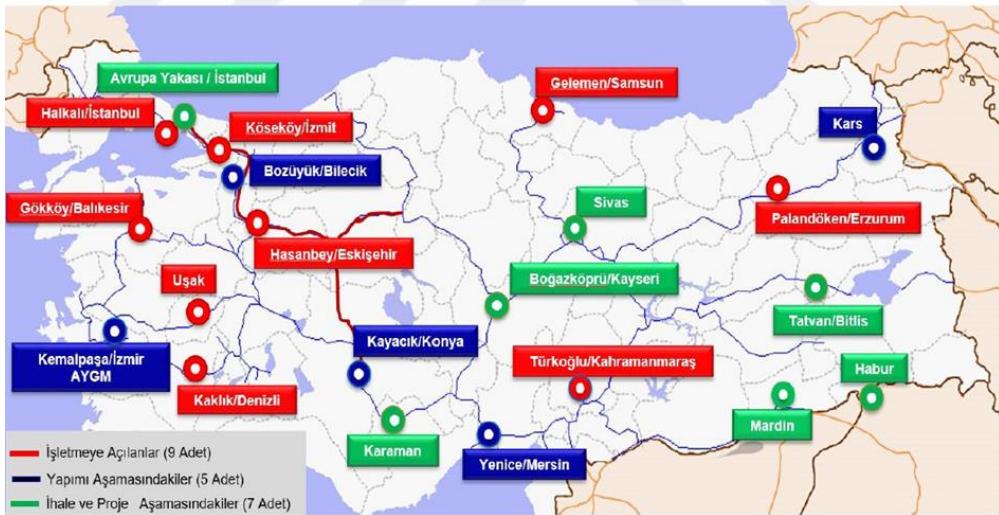 Avrupa Yakası / İstanbul
Gelemen/Samsun
Halkalı/İstanbul
Köseköy/İzmit
Kars
Bozüyük/Bilecik
Gökköy/Balıkesir
Sivas
Palandöken/Erzurum
Hasanbey/Eskişehir
Uşak
Boğazköprü/Kayseri
Tatvan/Bitlis
Kemalpaşa/İzmir
AYGM
Kayacık/Konya
Türkoğlu/Kahramanmaraş
Habur
Kaklık/Denizli
Mardin
Karaman
Yenice/Mersin
İşletmeye Açılanlar (9 Adet)
Yapımı Aşamasındakiler (5 Adet)
İhale ve Proje Aşamasındakiler (7 Adet)